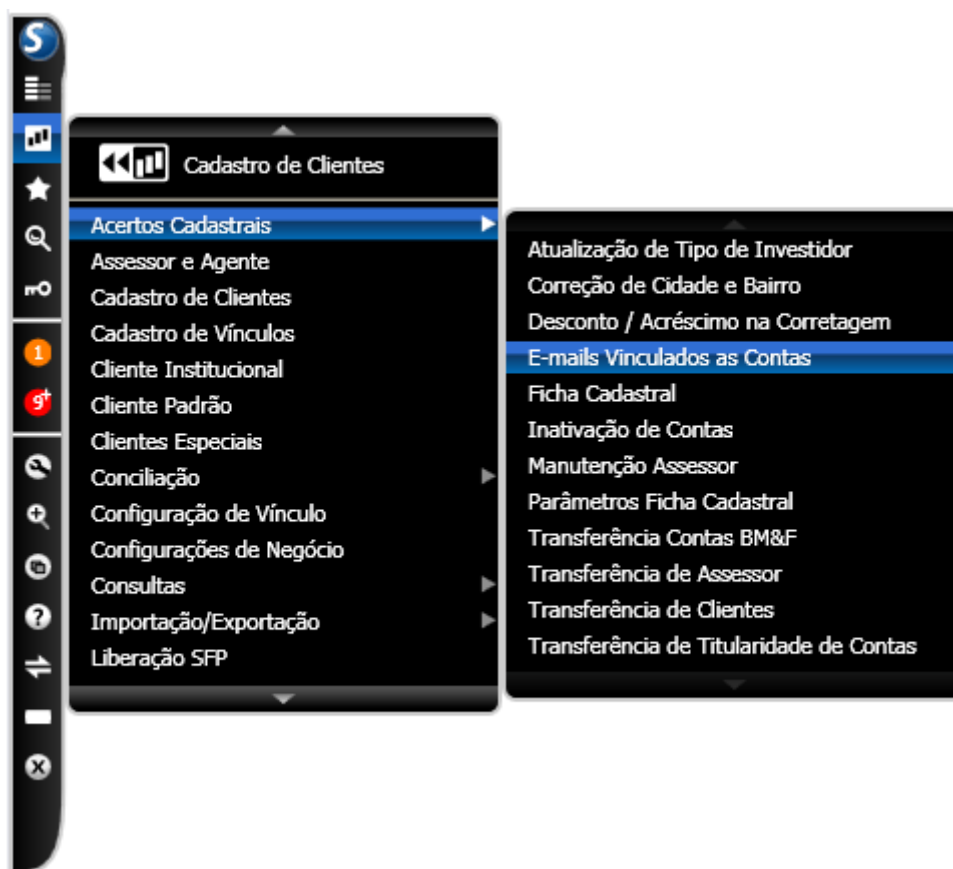 S
Cadastro de Clientes
Acertos Cadastrais
Assessor e Agente
Cadastro de Clientes
Cadastro de Vínculos
Cliente Institucional
Cliente Padrão
Clientes Especiais
Conciliação
Configuração de Vínculo
Configurações de Negócio
Consultas
Importação/Exportação
Liberação SFP
Atualização de Tipo de Investidor
Correção de Cidade e Bairro
Desconto / Acréscimo na Corretagem
E-mails Vinculados as Contas
Ficha Cadastral
Inativação de Contas
Manutenção Assessor
Parâmetros Ficha Cadastral
Transferência Contas BM&F
Transferência de Assessor
Transferência de Clientes
Transferência de Titularidade de Contas
1
9+
?